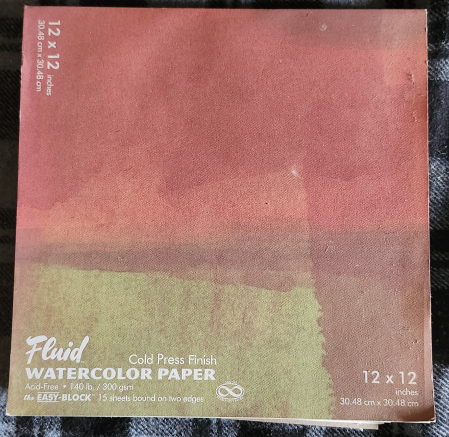 12 x 12
inches
30.48 cm x 30.48 cm
Fluid
Cold Press Finish
WATERCOLOR PAPER
Acid-Free • 140 lb. / 300 gsm
the EASY-BLOCK™ 15 sheets bound on two edges
12 x 12
inches
30.48 cm x 30.48 cm